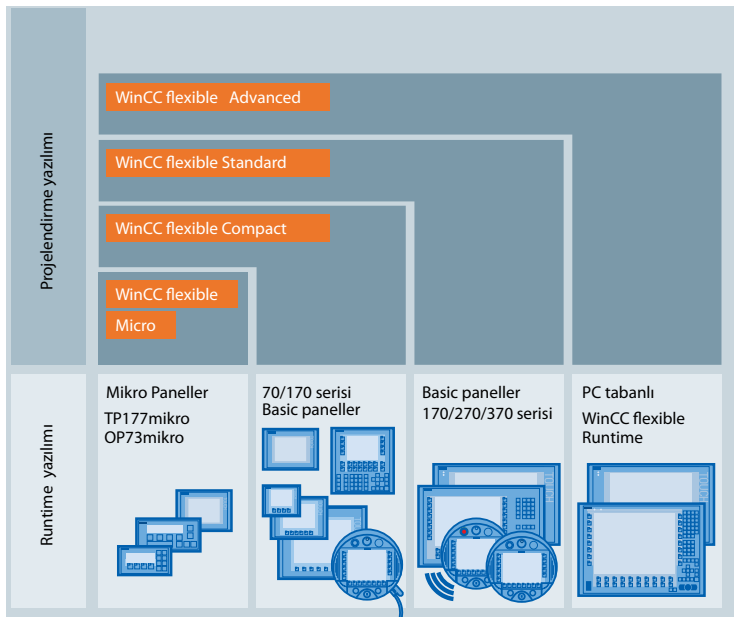 Projelendirme yazılımı
WinCC flexible Advanced
WinCC flexible Standard
WinCC flexible Compact
WinCC flexible
Micro
Runtime yazılımı
Mikro Paneller
TP177mikro
OP73mikro
70/170 serisi
Basic paneller
Basic paneller
170/270/370 serisi
PC tabanlı
WinCC flexible
Runtime